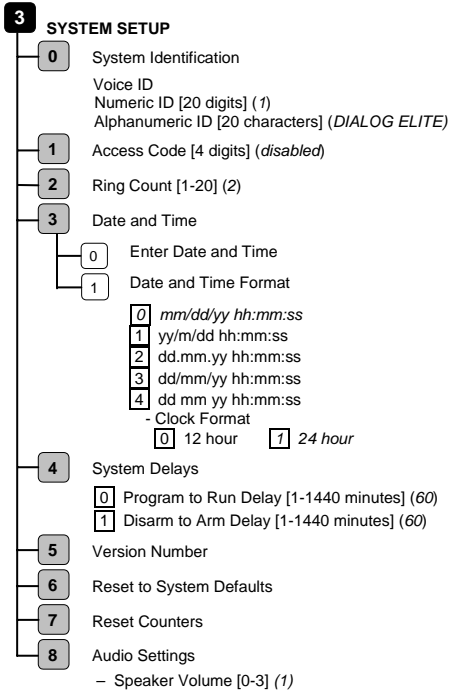 3 SYSTEM SETUP
0 System Identification
Voice ID
Numeric ID [20 digits] (1)
Alphanumeric ID [20 characters] (DIALOG ELITE)
1 Access Code [4 digits] (disabled)
2 Ring Count [1-20] (2)
3 Date and Time
0 Enter Date and Time
1 Date and Time Format
0 mm/dd/yy hh:mm:ss
1 yy/m/dd hh:mm:ss
2 dd.mm.yy hh:mm:ss
3 dd/mm/yy hh:mm:ss
4 dd mm yy hh:mm:ss
- Clock Format
0 12 hour 1 24 hour
4 System Delays
0 Program to Run Delay [1-1440 minutes] (60)
1 Disarm to Arm Delay [1-1440 minutes] (60)
5 Version Number
6 Reset to System Defaults
7 Reset Counters
8 Audio Settings
– Speaker Volume [0-3] (1)